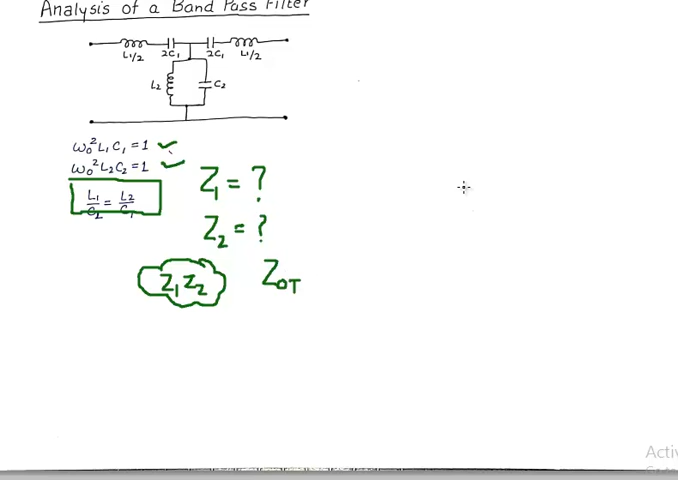 Analysis of a Band Pass Filter
L₁/2 2C₁ 2C₁ L₁/2
L₂ C₂
ω₀²L₁C₁ = 1
ω₀²L₂C₂ = 1
L₁/C₂ = L₂/C₁
Z₁ = ?
Z₂ = ?
Z₁Z₂ Z₀T
Activ